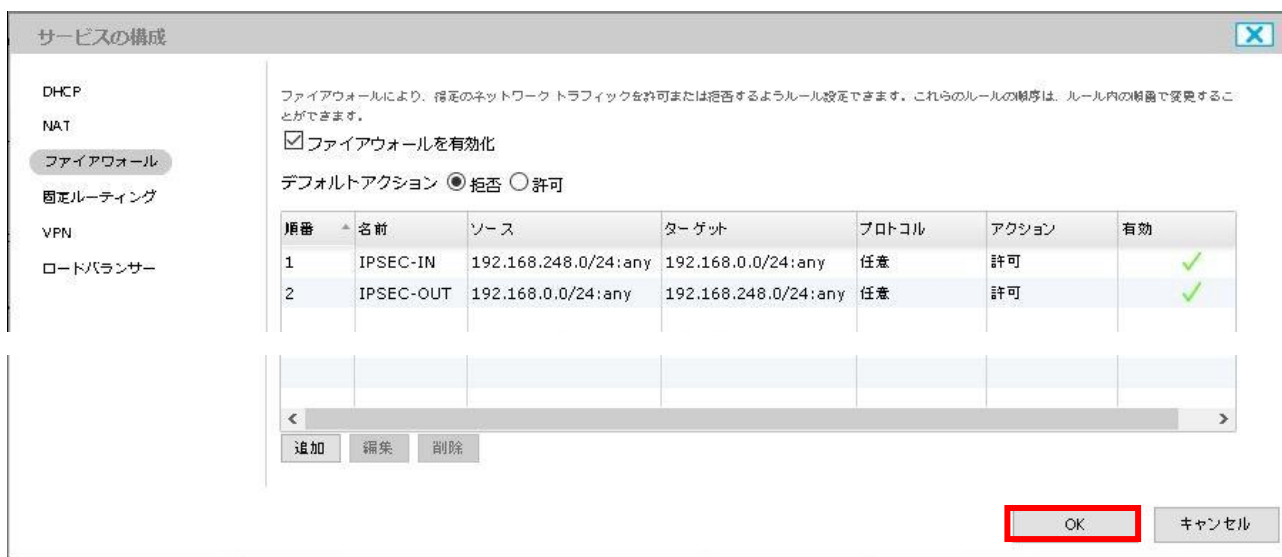 サービスの構成
DHCP
NAT
ファイアウォール
固定ルーティング
VPN
ロードバランサー
ファイアウォールにより、指定のネットワーク トラフィックを許可または拒否するようルール設定できます。これらのルールの順序は、ルール内の順番で変更するこ
とができます。
ファイアウォールを有効化
デフォルトアクション 拒否 許可
順番 名前 ソース ターゲット プロトコル アクション 有効
1 IPSEC-IN 192.168.248.0/24:any 192.168.0.0/24:any 任意 許可
2 IPSEC-OUT 192.168.0.0/24:any 192.168.248.0/24:any 任意 許可
追加 編集 削除
OK キャンセル